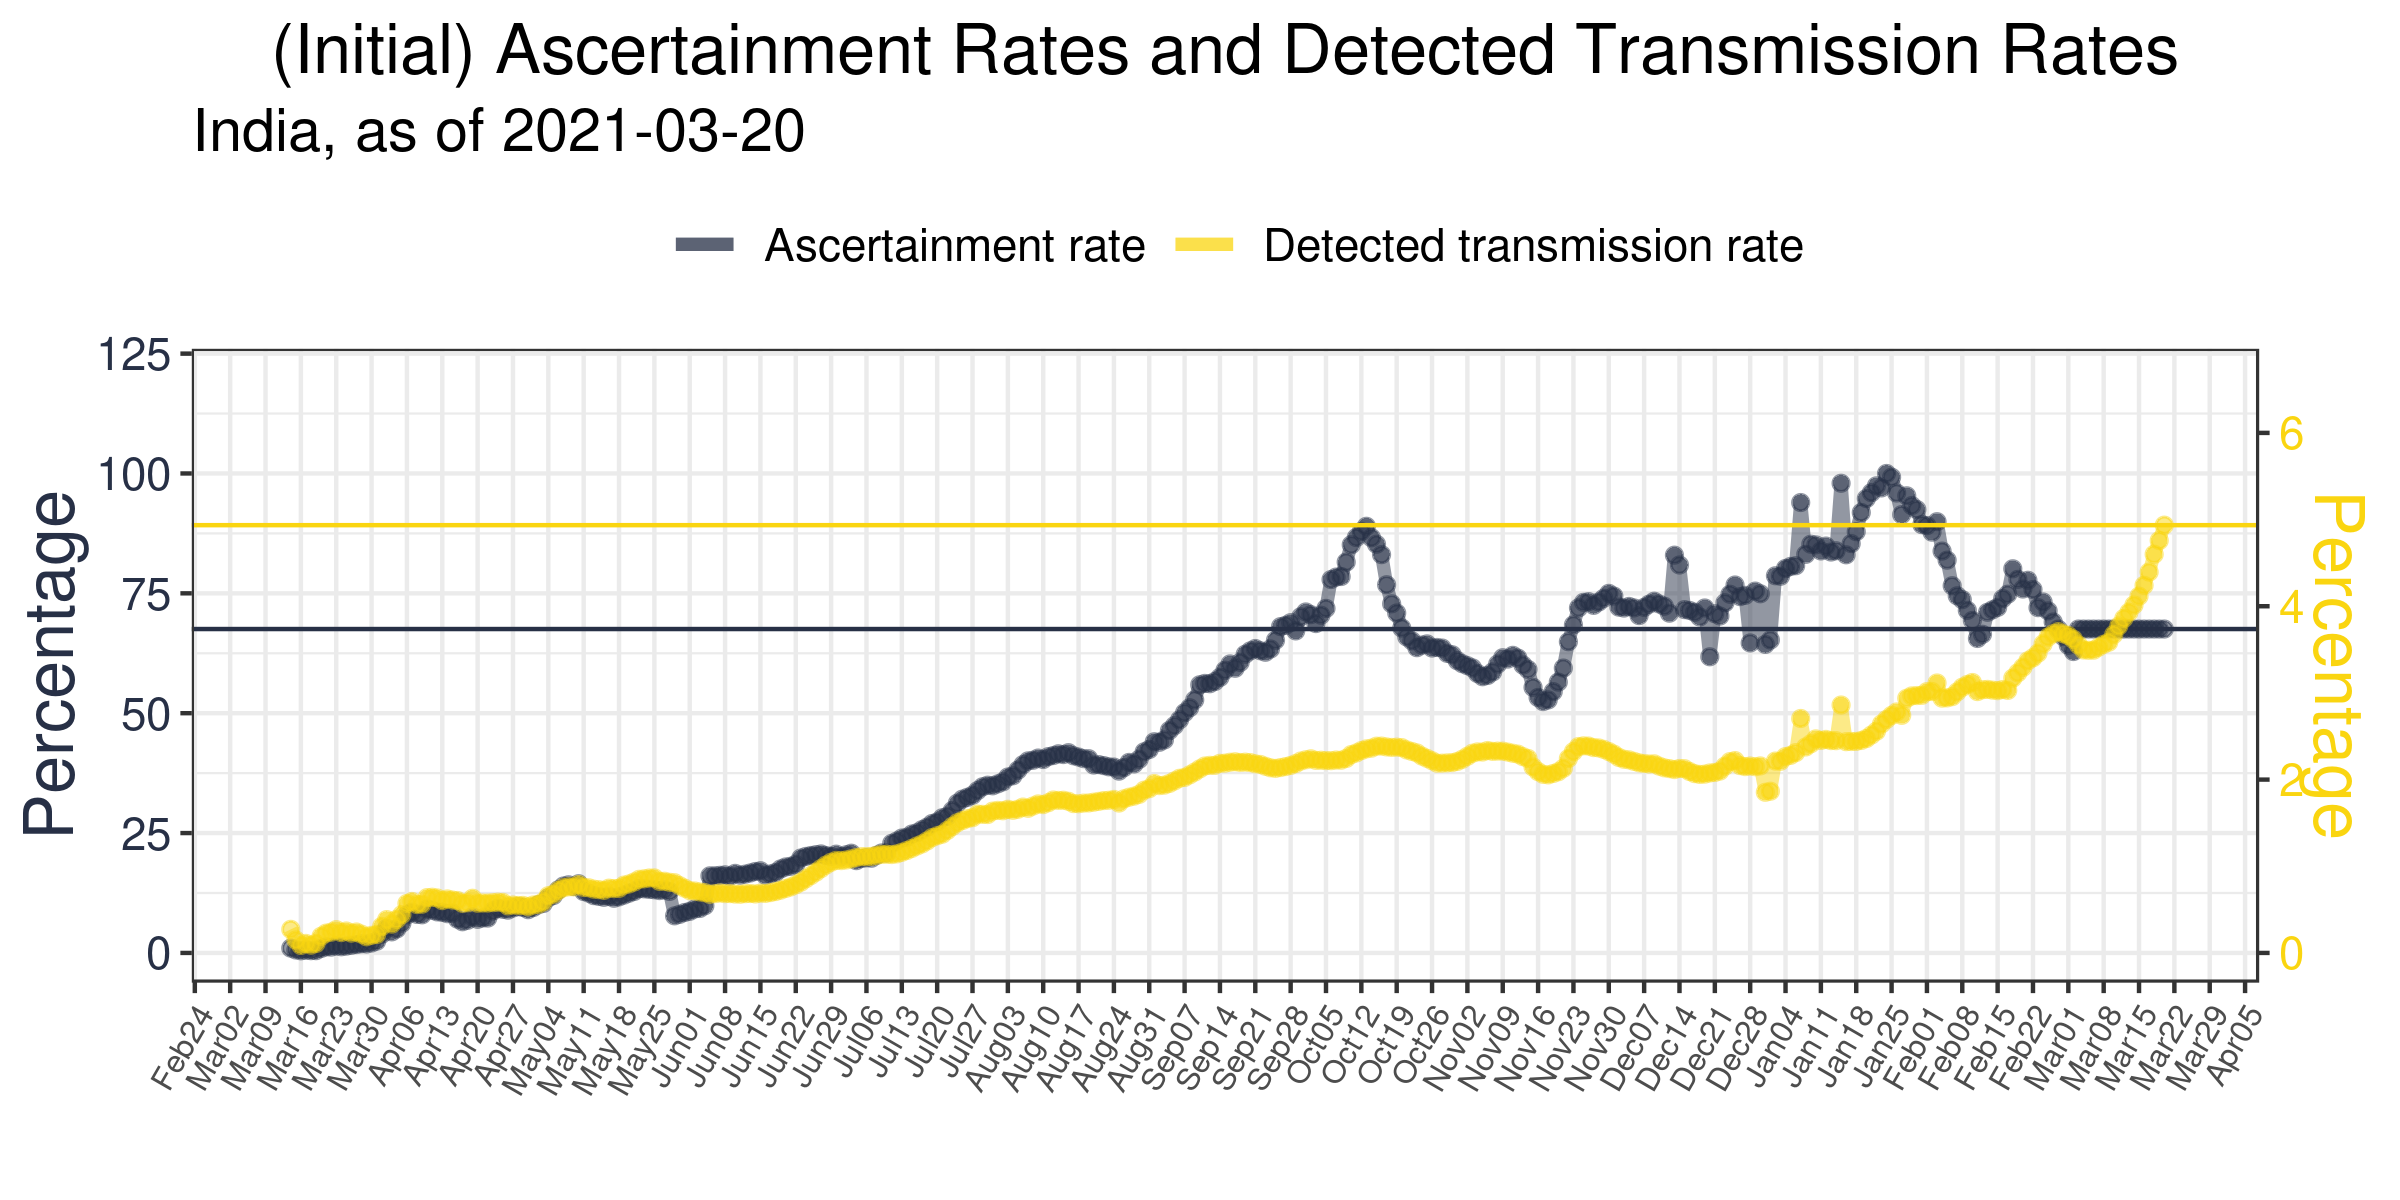 (Initial) Ascertainment Rates and Detected Transmission Rates
India, as of 2021-03-20
Ascertainment rate Detected transmission rate
125
100
75
50
25
0
Percentage
6
4
2
0
Percentage
Feb24 Mar02 Mar09 Mar16 Mar23 Mar30 Apr06 Apr13 Apr20 Apr27 May04 May11 May18 May25 Jun01 Jun08 Jun15 Jun22 Jun29 Jul06 Jul13 Jul20 Jul27 Aug03 Aug10 Aug17 Aug24 Aug31 Sep07 Sep14 Sep21 Sep28 Oct05 Oct12 Oct19 Oct26 Nov02 Nov09 Nov16 Nov23 Nov30 Dec07 Dec14 Dec21 Dec28 Jan04 Jan11 Jan18 Jan25 Feb01 Feb08 Feb15 Feb22 Mar01 Mar08 Mar15 Mar22 Mar29 Apr05